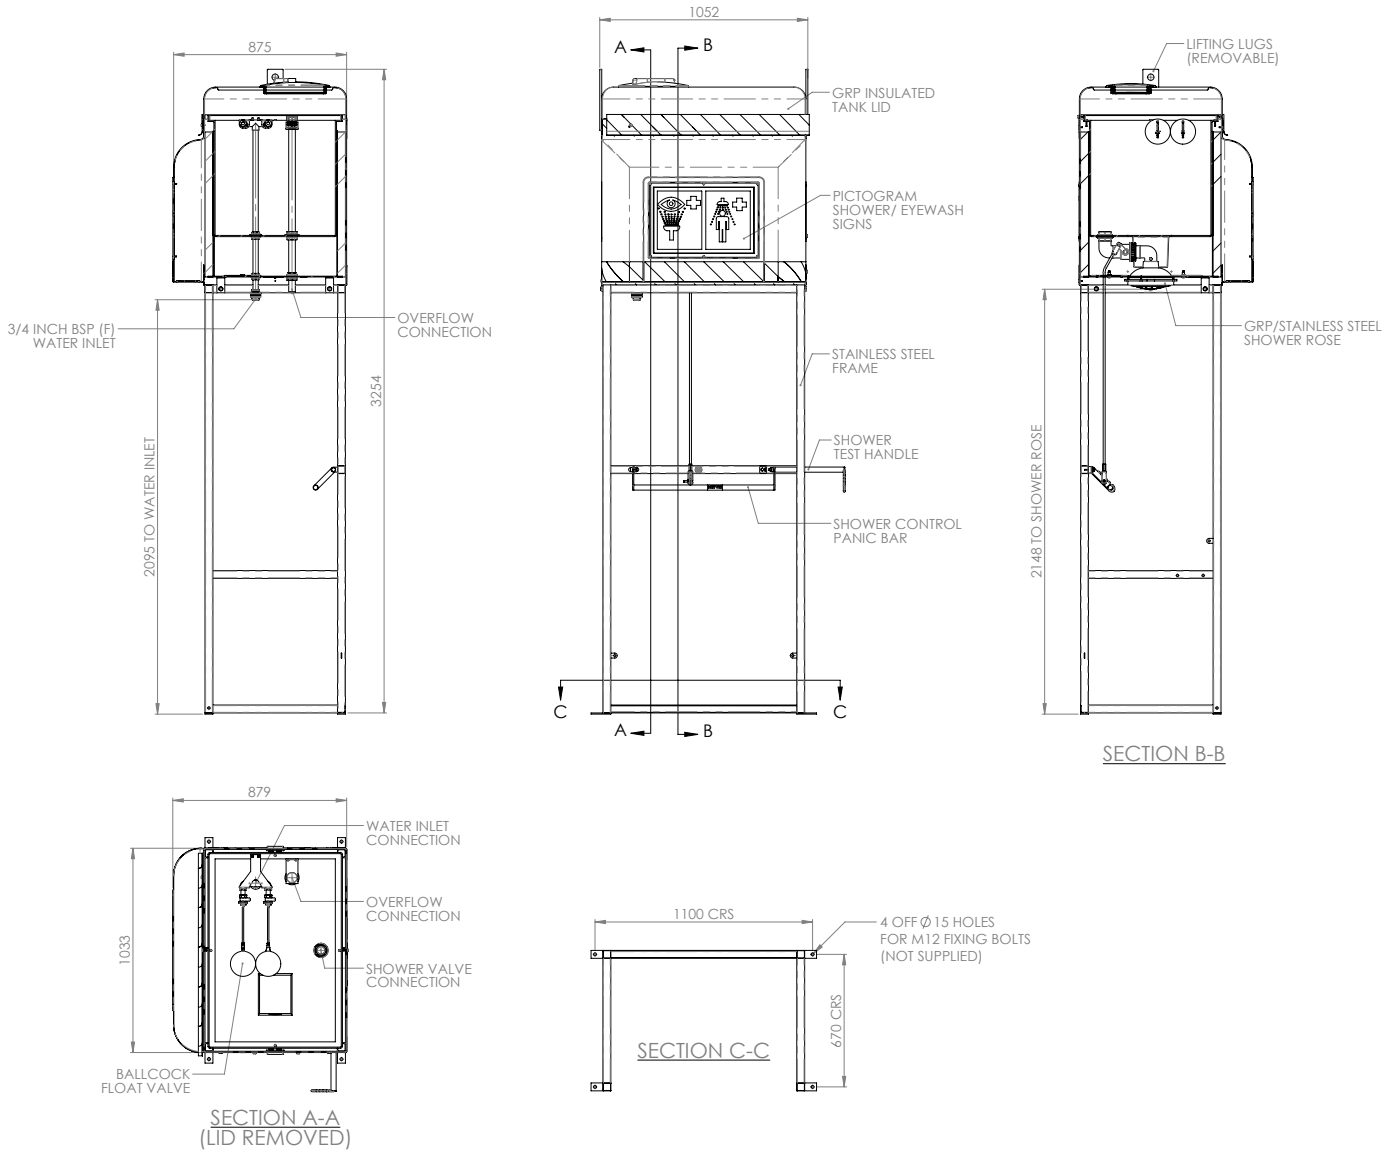 1052
A
B
875
LIFTING LUGS
(REMOVABLE)
GRP INSULATED
TANK LID
PICTOGRAM
SHOWER/ EYEWASH
SIGNS
3/4 INCH BSP (F)
WATER INLET
OVERFLOW
CONNECTION
GRP/STAINLESS STEEL
SHOWER ROSE
STAINLESS STEEL
FRAME
3254
2095 TO WATER INLET
SHOWER
TEST HANDLE
2148 TO SHOWER ROSE
SHOWER CONTROL
PANIC BAR
C
C
A
B
SECTION B-B
879
WATER INLET
CONNECTION
OVERFLOW
CONNECTION
1033
SHOWER VALVE
CONNECTION
BALLCOCK
FLOAT VALVE
SECTION A-A
(LID REMOVED)
1100 CRS
4 OFF Ø 15 HOLES
FOR M12 FIXING BOLTS
(NOT SUPPLIED)
670 CRS
SECTION C-C